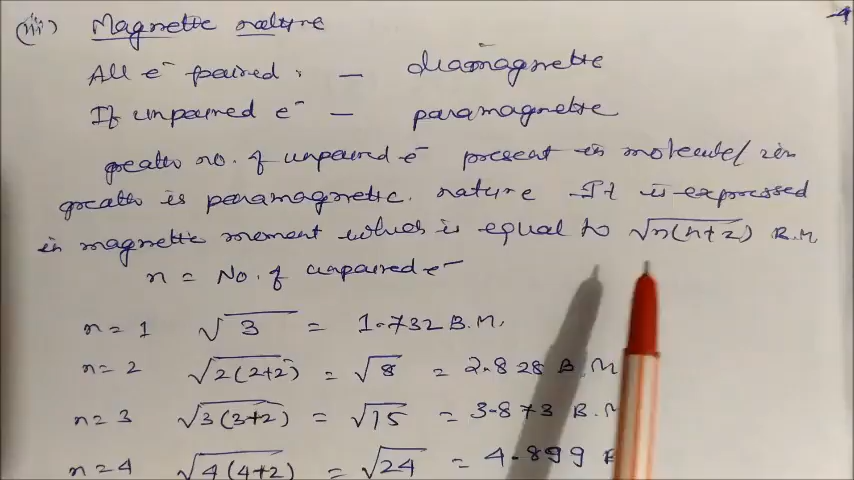 -4
(iii) Magnetic nature
All e⁻ paired: — diamagnetic
If unpaired e⁻ — paramagnetic
greater no. of unpaired e⁻ present in molecule/ion
greater is paramagnetic. nature. It is expressed
in magnetic moment which is equal to √n(n+2) B.M
n = No. of unpaired e⁻
n = 1 √3 = 1.732 B.M.
n = 2 √2(2+2) = √8 = 2.828 B.M
n = 3 √3(3+2) = √15 = 3.873 B.M
n = 4 √4(4+2) = √24 = 4.899 B